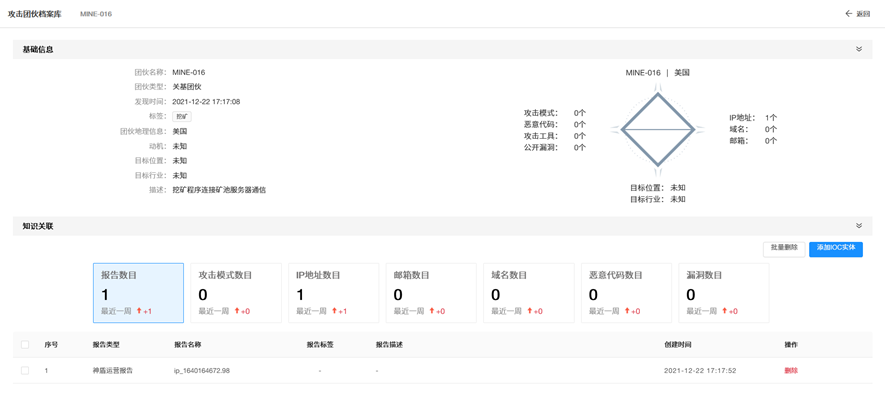 攻击团伙档案库 MINE-016 返回
基础信息
团伙名称： MINE-016
团伙类型： 关基团伙
发现时间： 2021-12-22 17:17:08
标签： 挖矿
团伙地理信息： 美国
动机： 未知
目标位置： 未知
目标行业： 未知
描述： 挖矿程序连接矿池服务器通信
MINE-016 | 美国
攻击模式： 0个
恶意代码： 0个
攻击工具： 0个
公开漏洞： 0个
IP地址： 1个
域名： 0个
邮箱： 0个
目标位置： 未知
目标行业： 未知
知识关联
批量删除 添加IOC实体
报告数目
1
最近一周 +1
攻击模式数目
0
最近一周 +0
IP地址数目
1
最近一周 +1
邮箱数目
0
最近一周 +0
域名数目
0
最近一周 +0
恶意代码数目
0
最近一周 +0
漏洞数目
0
最近一周 +0
序号 报告类型 报告名称 报告标签 报告描述 创建时间 操作
1 神盾运营报告 ip_1640164672.98 - - 2021-12-22 17:17:52 删除